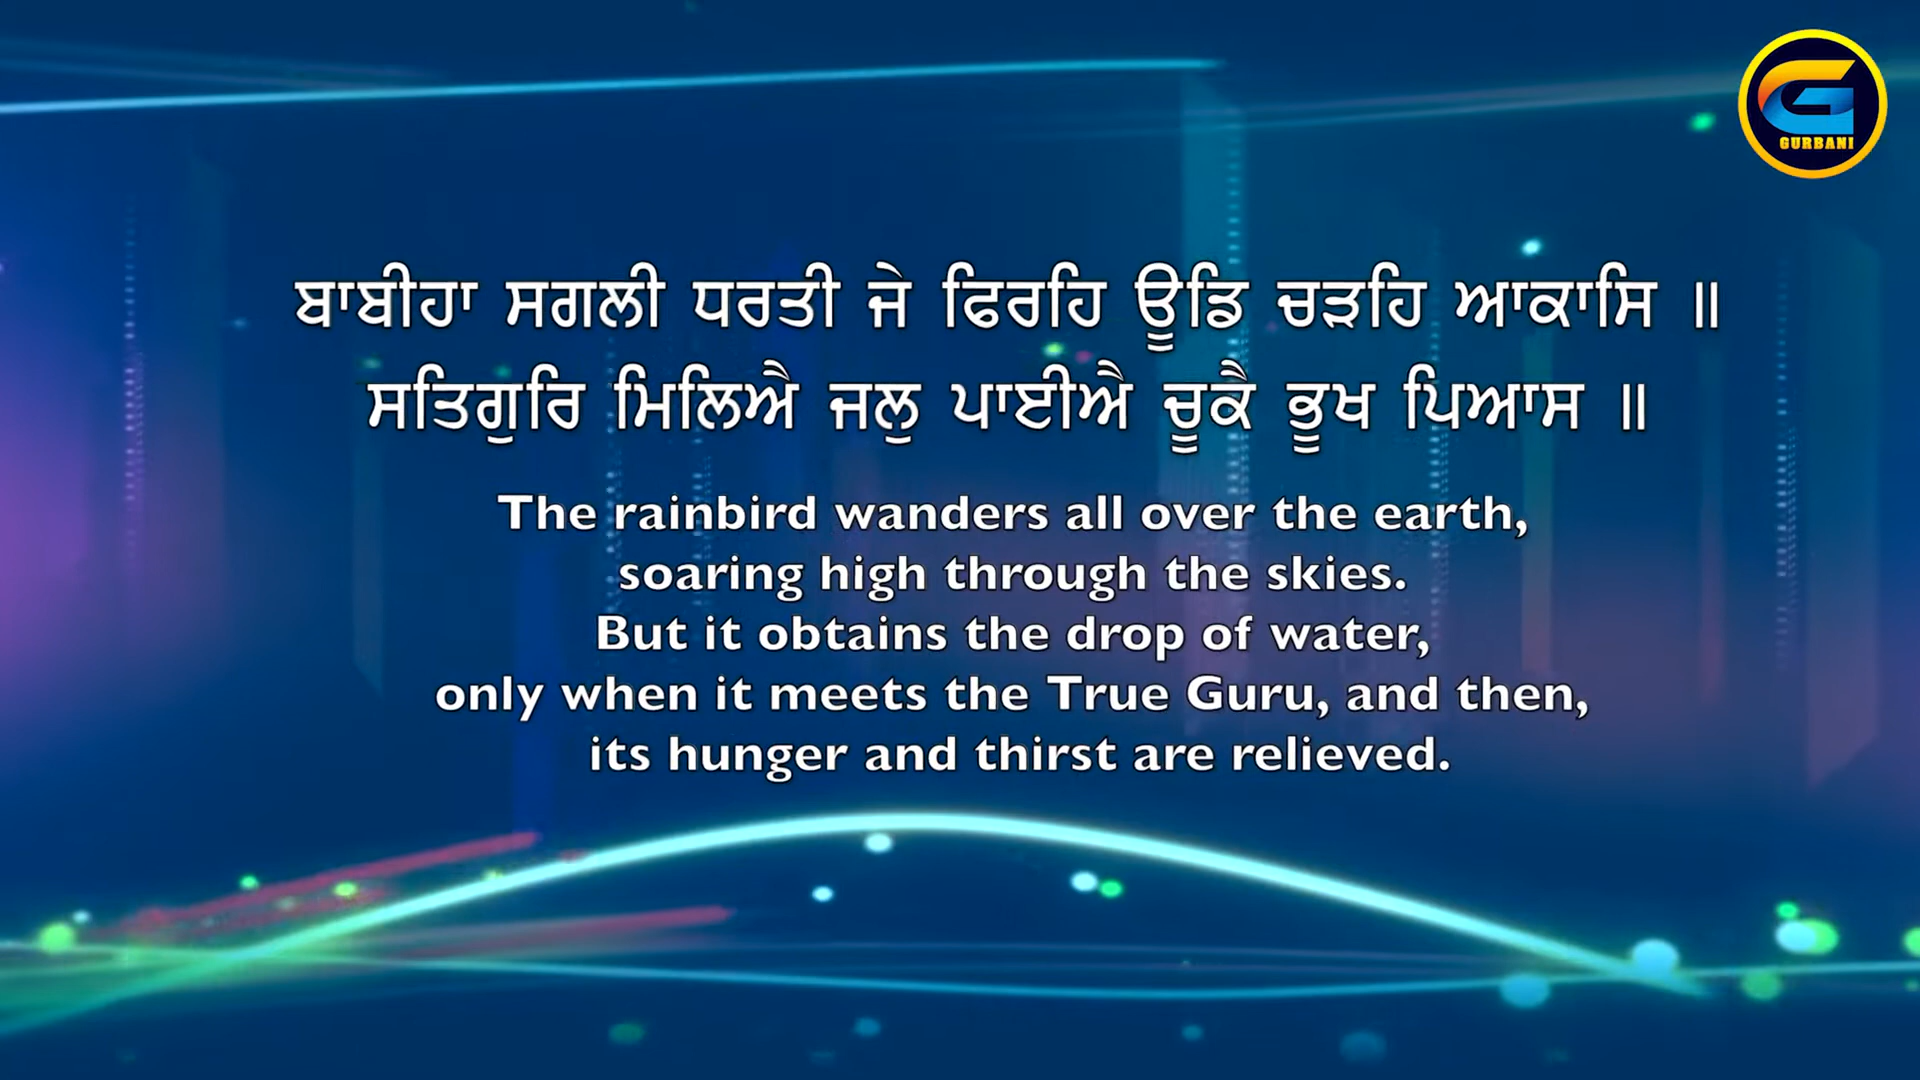 GURBANI
ਬਾਬੀਹਾ ਸਗਲੀ ਧਰਤੀ ਜੇ ਫਿਰਹਿ ਊਡਿ ਚੜਹਿ ਆਕਾਸਿ ॥
ਸਤਿਗੁਰਿ ਮਿਲਿਐ ਜਲੁ ਪਾਈਐ ਚੂਕੈ ਭੂਖ ਪਿਆਸ ॥
The rainbird wanders all over the earth,
soaring high through the skies.
But it obtains the drop of water,
only when it meets the True Guru, and then,
its hunger and thirst are relieved.